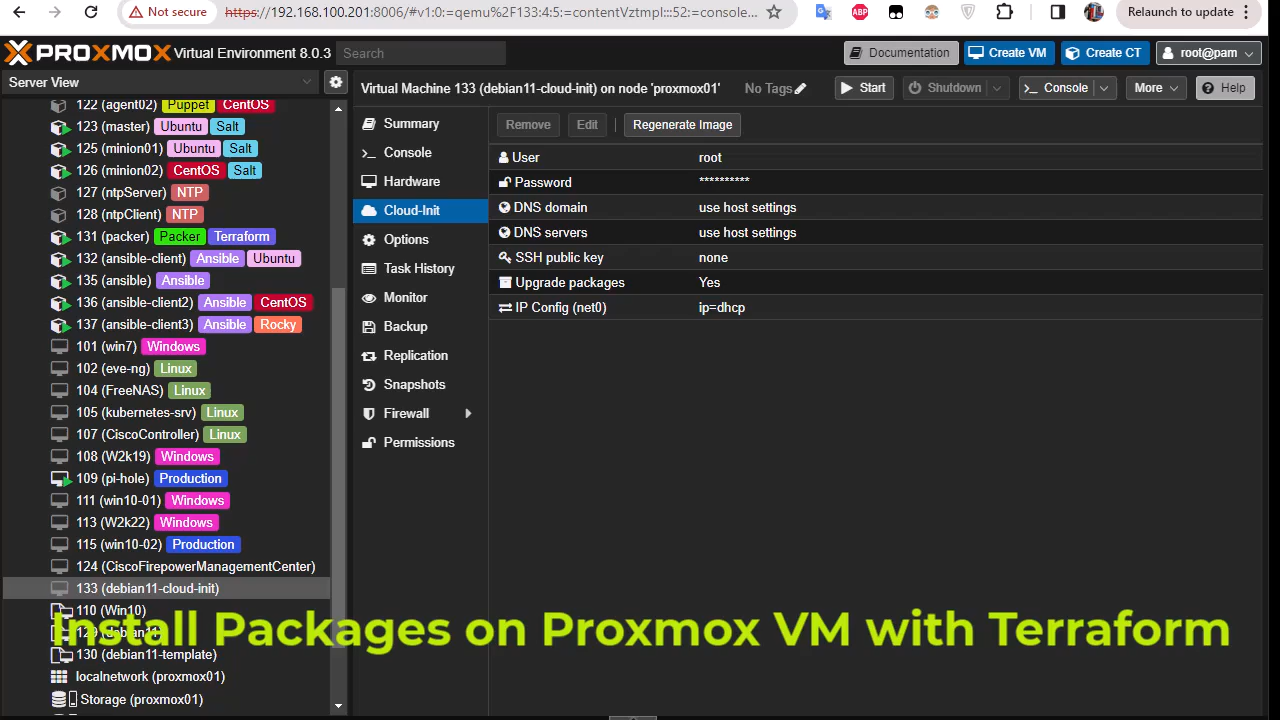 Not secure
https://192.168.100.201:8006/#v1:0:=qemu%2F133:4:5:=contentVztmpl:::52:=console...
ABP
Relaunch to update
PROXMOX Virtual Environment 8.0.3
Search
Documentation
Create VM
Create CT
root@pam
Server View
Virtual Machine 133 (debian11-cloud-init) on node 'proxmox01'
No Tags
Start
Shutdown
Console
More
Help
122 (agent02) Puppet CentOS
123 (master) Ubuntu Salt
125 (minion01) Ubuntu Salt
126 (minion02) CentOS Salt
127 (ntpServer) NTP
128 (ntpClient) NTP
131 (packer) Packer Terraform
132 (ansible-client) Ansible Ubuntu
135 (ansible) Ansible
136 (ansible-client2) Ansible CentOS
137 (ansible-client3) Ansible Rocky
101 (win7) Windows
102 (eve-ng) Linux
104 (FreeNAS) Linux
105 (kubernetes-srv) Linux
107 (CiscoController) Linux
108 (W2k19) Windows
109 (pi-hole) Production
111 (win10-01) Windows
113 (W2k22) Windows
115 (win10-02) Production
124 (CiscoFirepowerManagementCenter)
133 (debian11-cloud-init)
110 (Win10)
130 (debian11-template)
localnetwork (proxmox01)
Storage (proxmox01)
Summary
Console
Hardware
Cloud-Init
Options
Task History
Monitor
Backup
Replication
Snapshots
Firewall
Permissions
Remove
Edit
Regenerate Image
User root
Password **********
DNS domain use host settings
DNS servers use host settings
SSH public key none
Upgrade packages Yes
IP Config (net0) ip=dhcp
Install Packages on Proxmox VM with Terraform